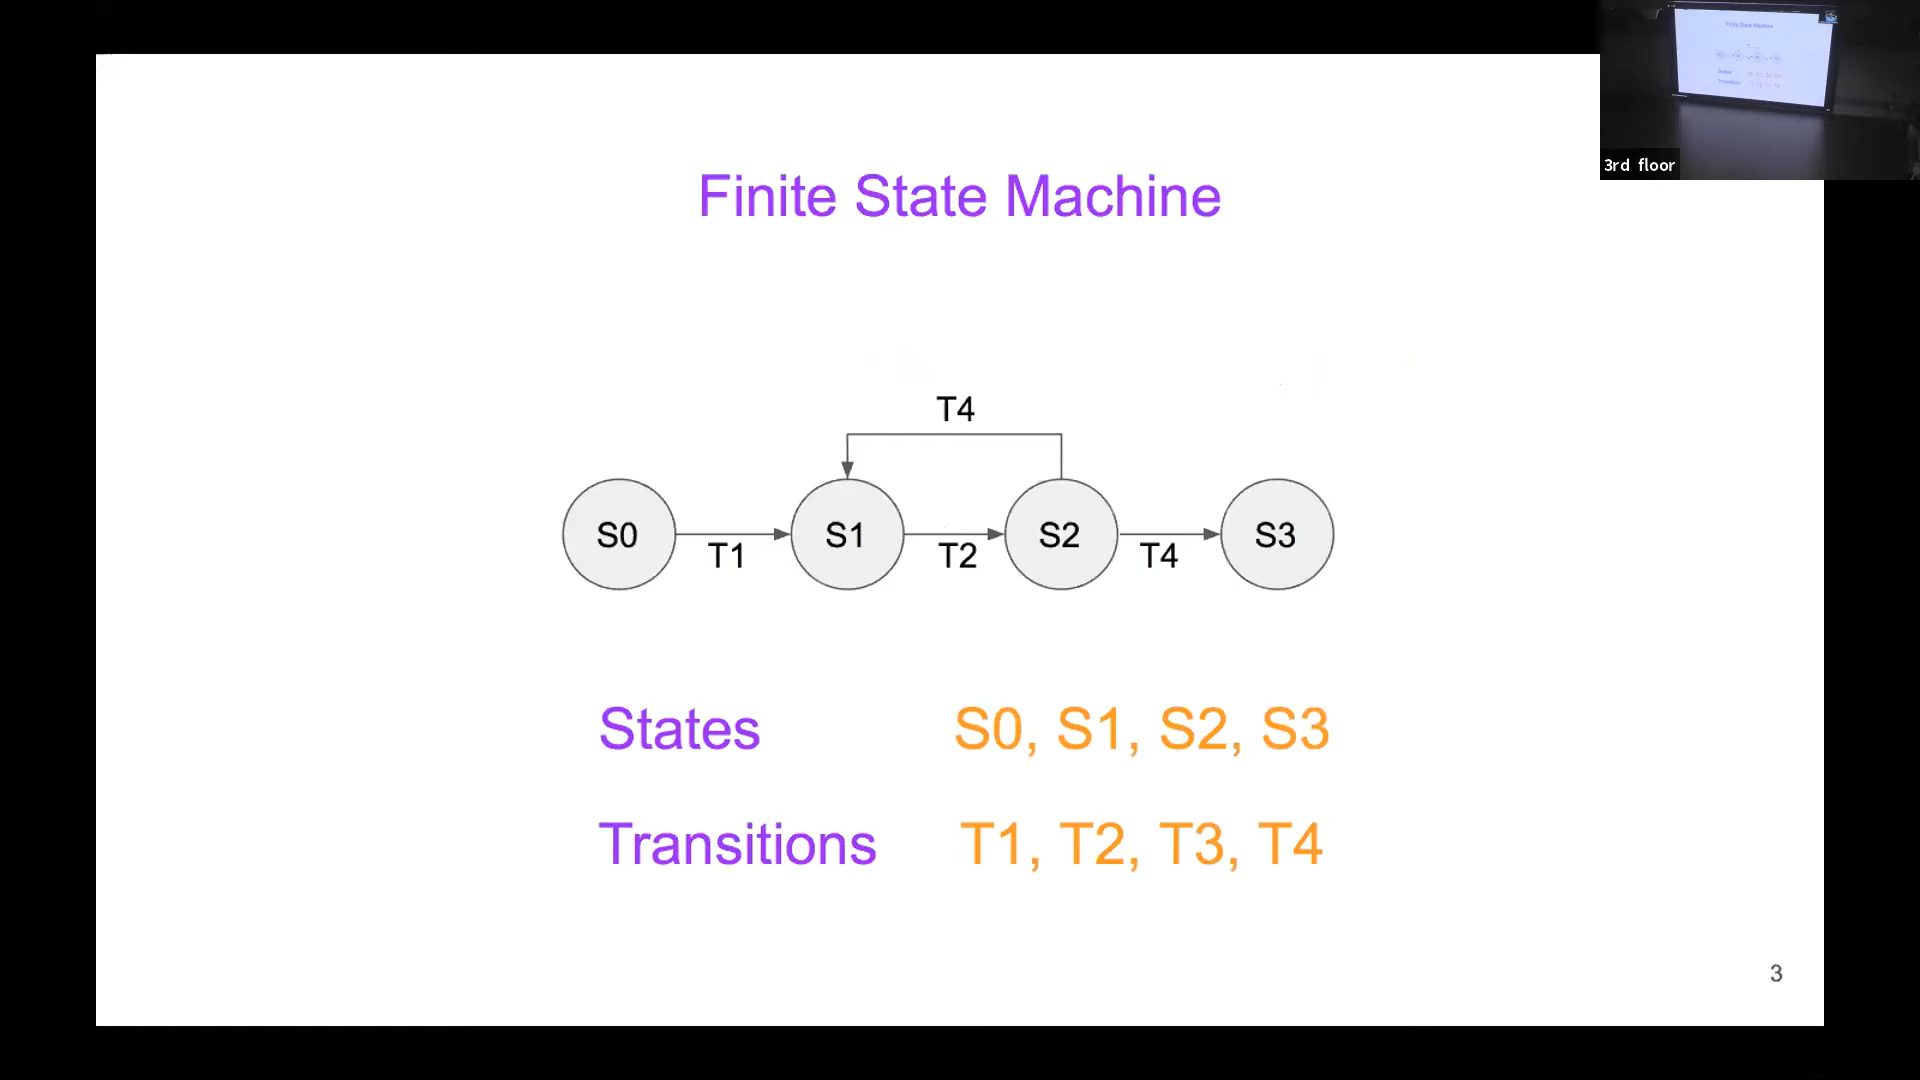 3rd floor
Finite State Machine
T4
S0 S1 S2 S3
T1 T2 T4
States S0, S1, S2, S3
Transitions T1, T2, T3, T4
3